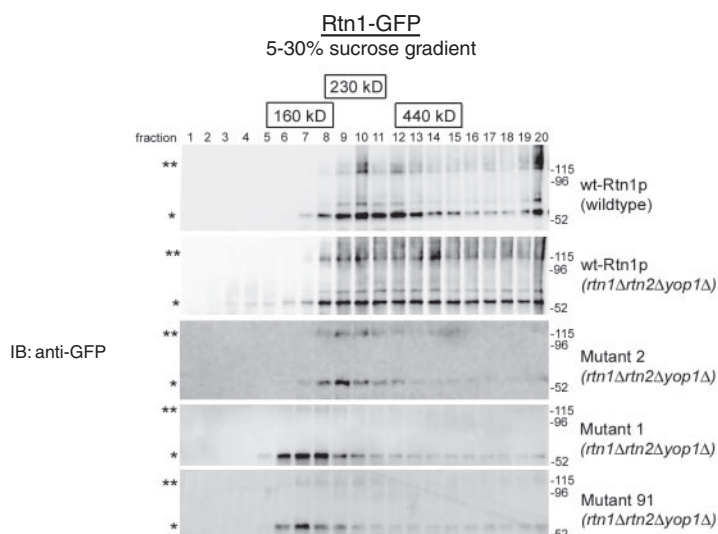 Rtn1-GFP
5-30% sucrose gradient
230 kD
160 kD 440 kD
fraction 1 2 3 4 5 6 7 8 9 10 11 12 13 14 15 16 17 18 19 20
** -115
-96
* -52
wt-Rtn1p
(wildtype)
** -115
-96
* -52
wt-Rtn1p
(rtn1Δrtn2Δyop1Δ)
IB: anti-GFP
** -115
-96
* -52
Mutant 2
(rtn1Δrtn2Δyop1Δ)
** -115
-96
* -52
Mutant 1
(rtn1Δrtn2Δyop1Δ)
** -115
-96
* -52
Mutant 91
(rtn1Δrtn2Δyop1Δ)